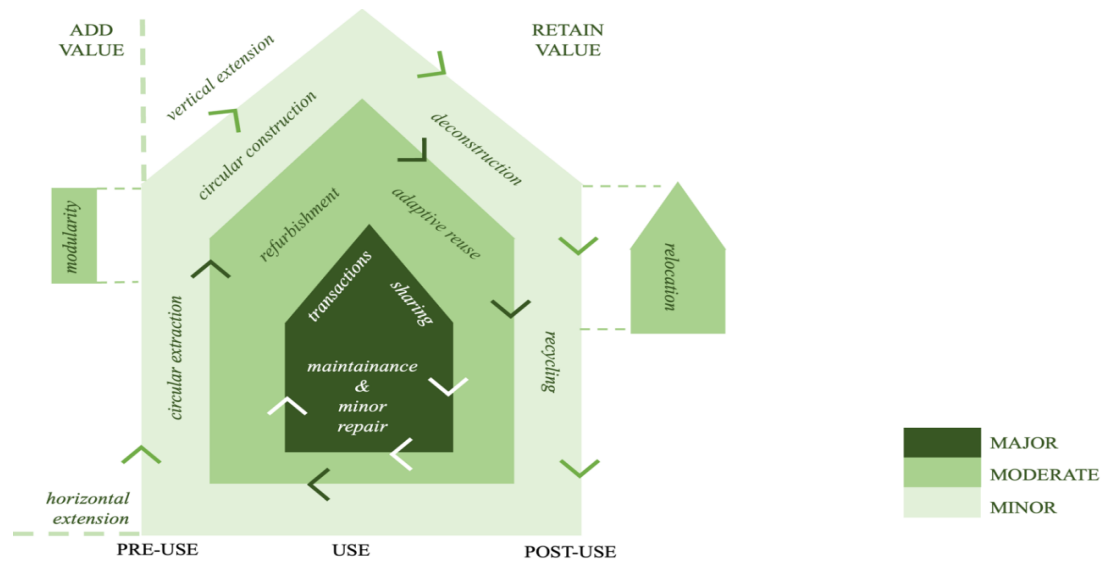 ADD
VALUE
RETAIN
VALUE
vertical extension
circular construction
deconstruction
refurbishment
adaptive reuse
modularity
transactions
sharing
relocation
circular extraction
recycling
maintainance
&
minor
repair
horizontal
extension
PRE-USE
USE
POST-USE
MAJOR
MODERATE
MINOR